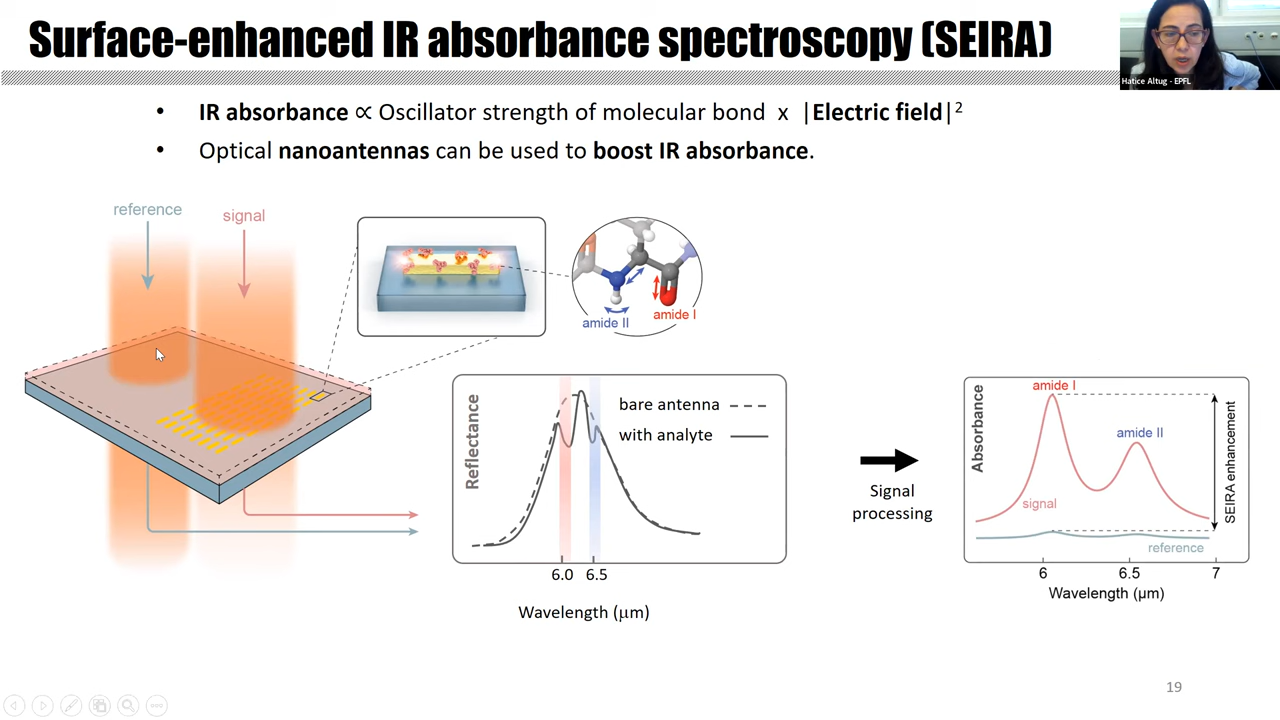 Surface-enhanced IR absorbance spectroscopy (SEIRA)
Hatice Altug - EPFL
• IR absorbance ∝ Oscillator strength of molecular bond x |Electric field|²
• Optical nanoantennas can be used to boost IR absorbance.
reference
signal
amide II
amide I
Reflectance
bare antenna
with analyte
6.0 6.5
Wavelength (μm)
Signal
processing
Absorbance
amide I
amide II
signal
reference
SEIRA enhancement
6 6.5 7
Wavelength (μm)
19